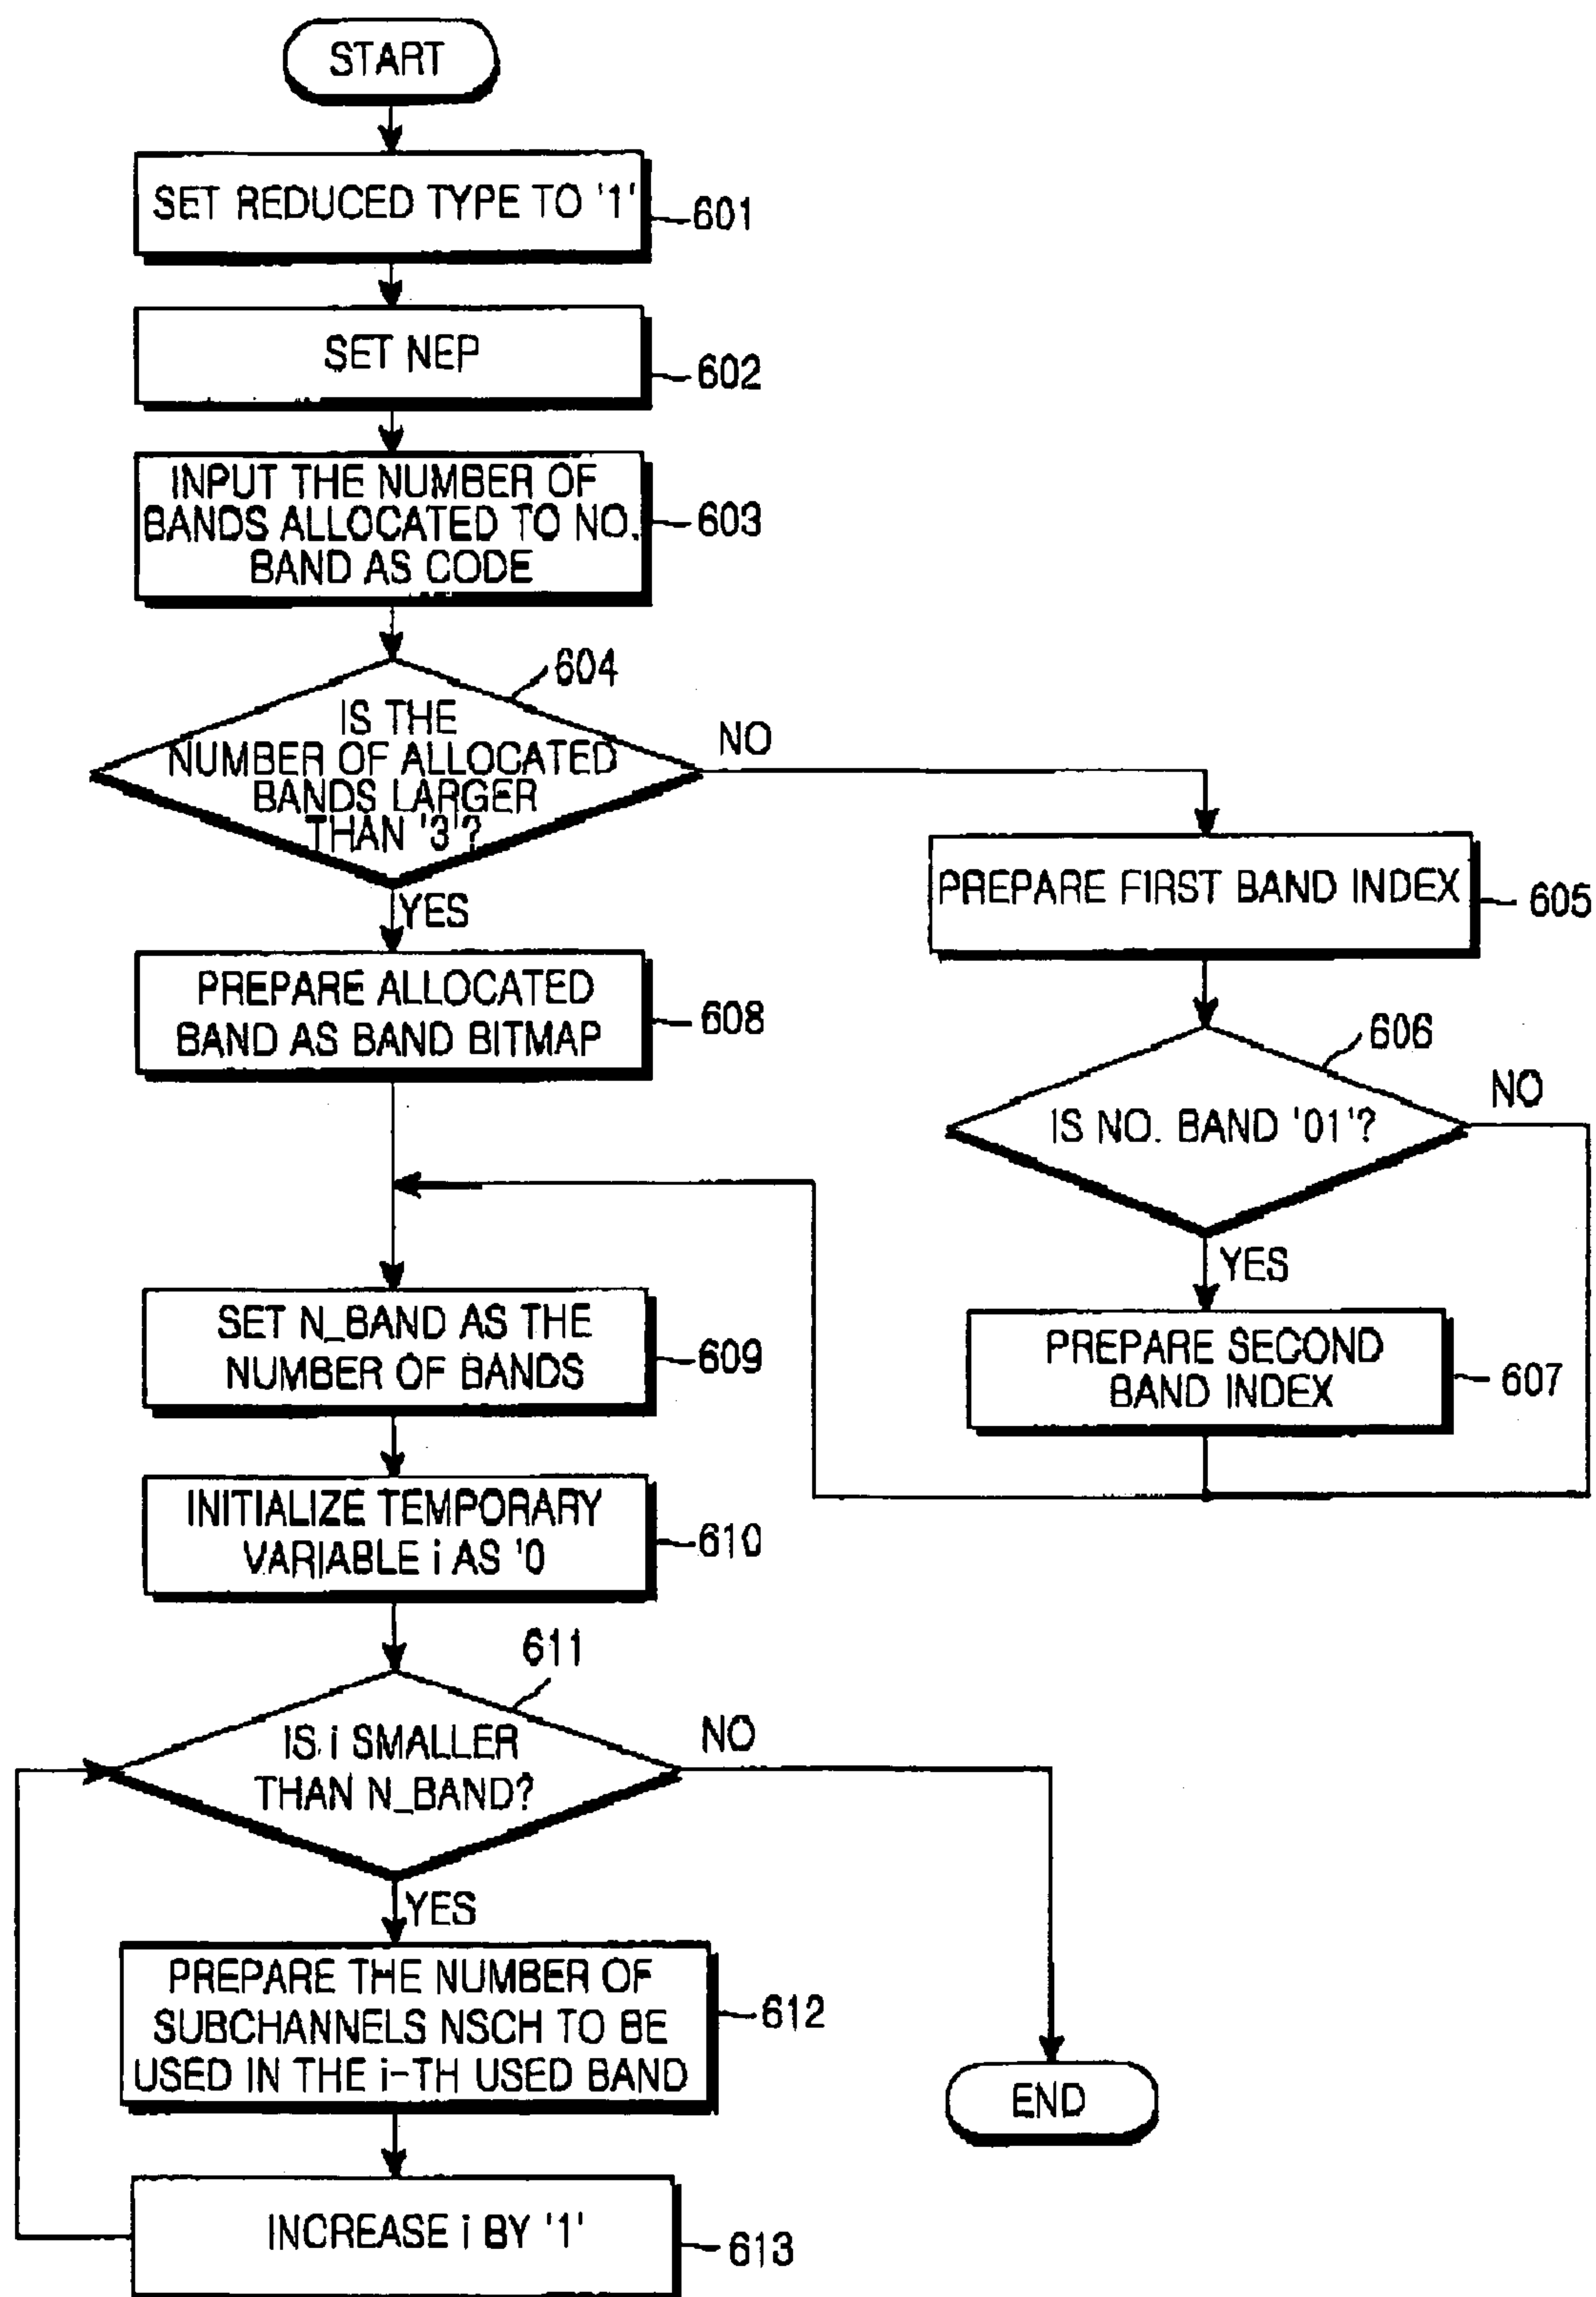 START
SET REDUCED TYPE TO '1'
601
SET NEP
602
INPUT THE NUMBER OF
BANDS ALLOCATED TO NO.
BAND AS CODE
603
604
IS THE
NUMBER OF ALLOCATED
BANDS LARGER
THAN '3'?
NO
YES
PREPARE FIRST BAND INDEX
605
PREPARE ALLOCATED
BAND AS BAND BITMAP
608
606
IS NO. BAND '01'?
NO
YES
SET N_BAND AS THE
NUMBER OF BANDS
609
PREPARE SECOND
BAND INDEX
607
INITIALIZE TEMPORARY
VARIABLE i AS '0
610
611
IS i SMALLER
THAN N_BAND?
NO
YES
PREPARE THE NUMBER OF
SUBCHANNELS NSCH TO BE
USED IN THE i-TH USED BAND
612
END
INCREASE i BY '1'
613